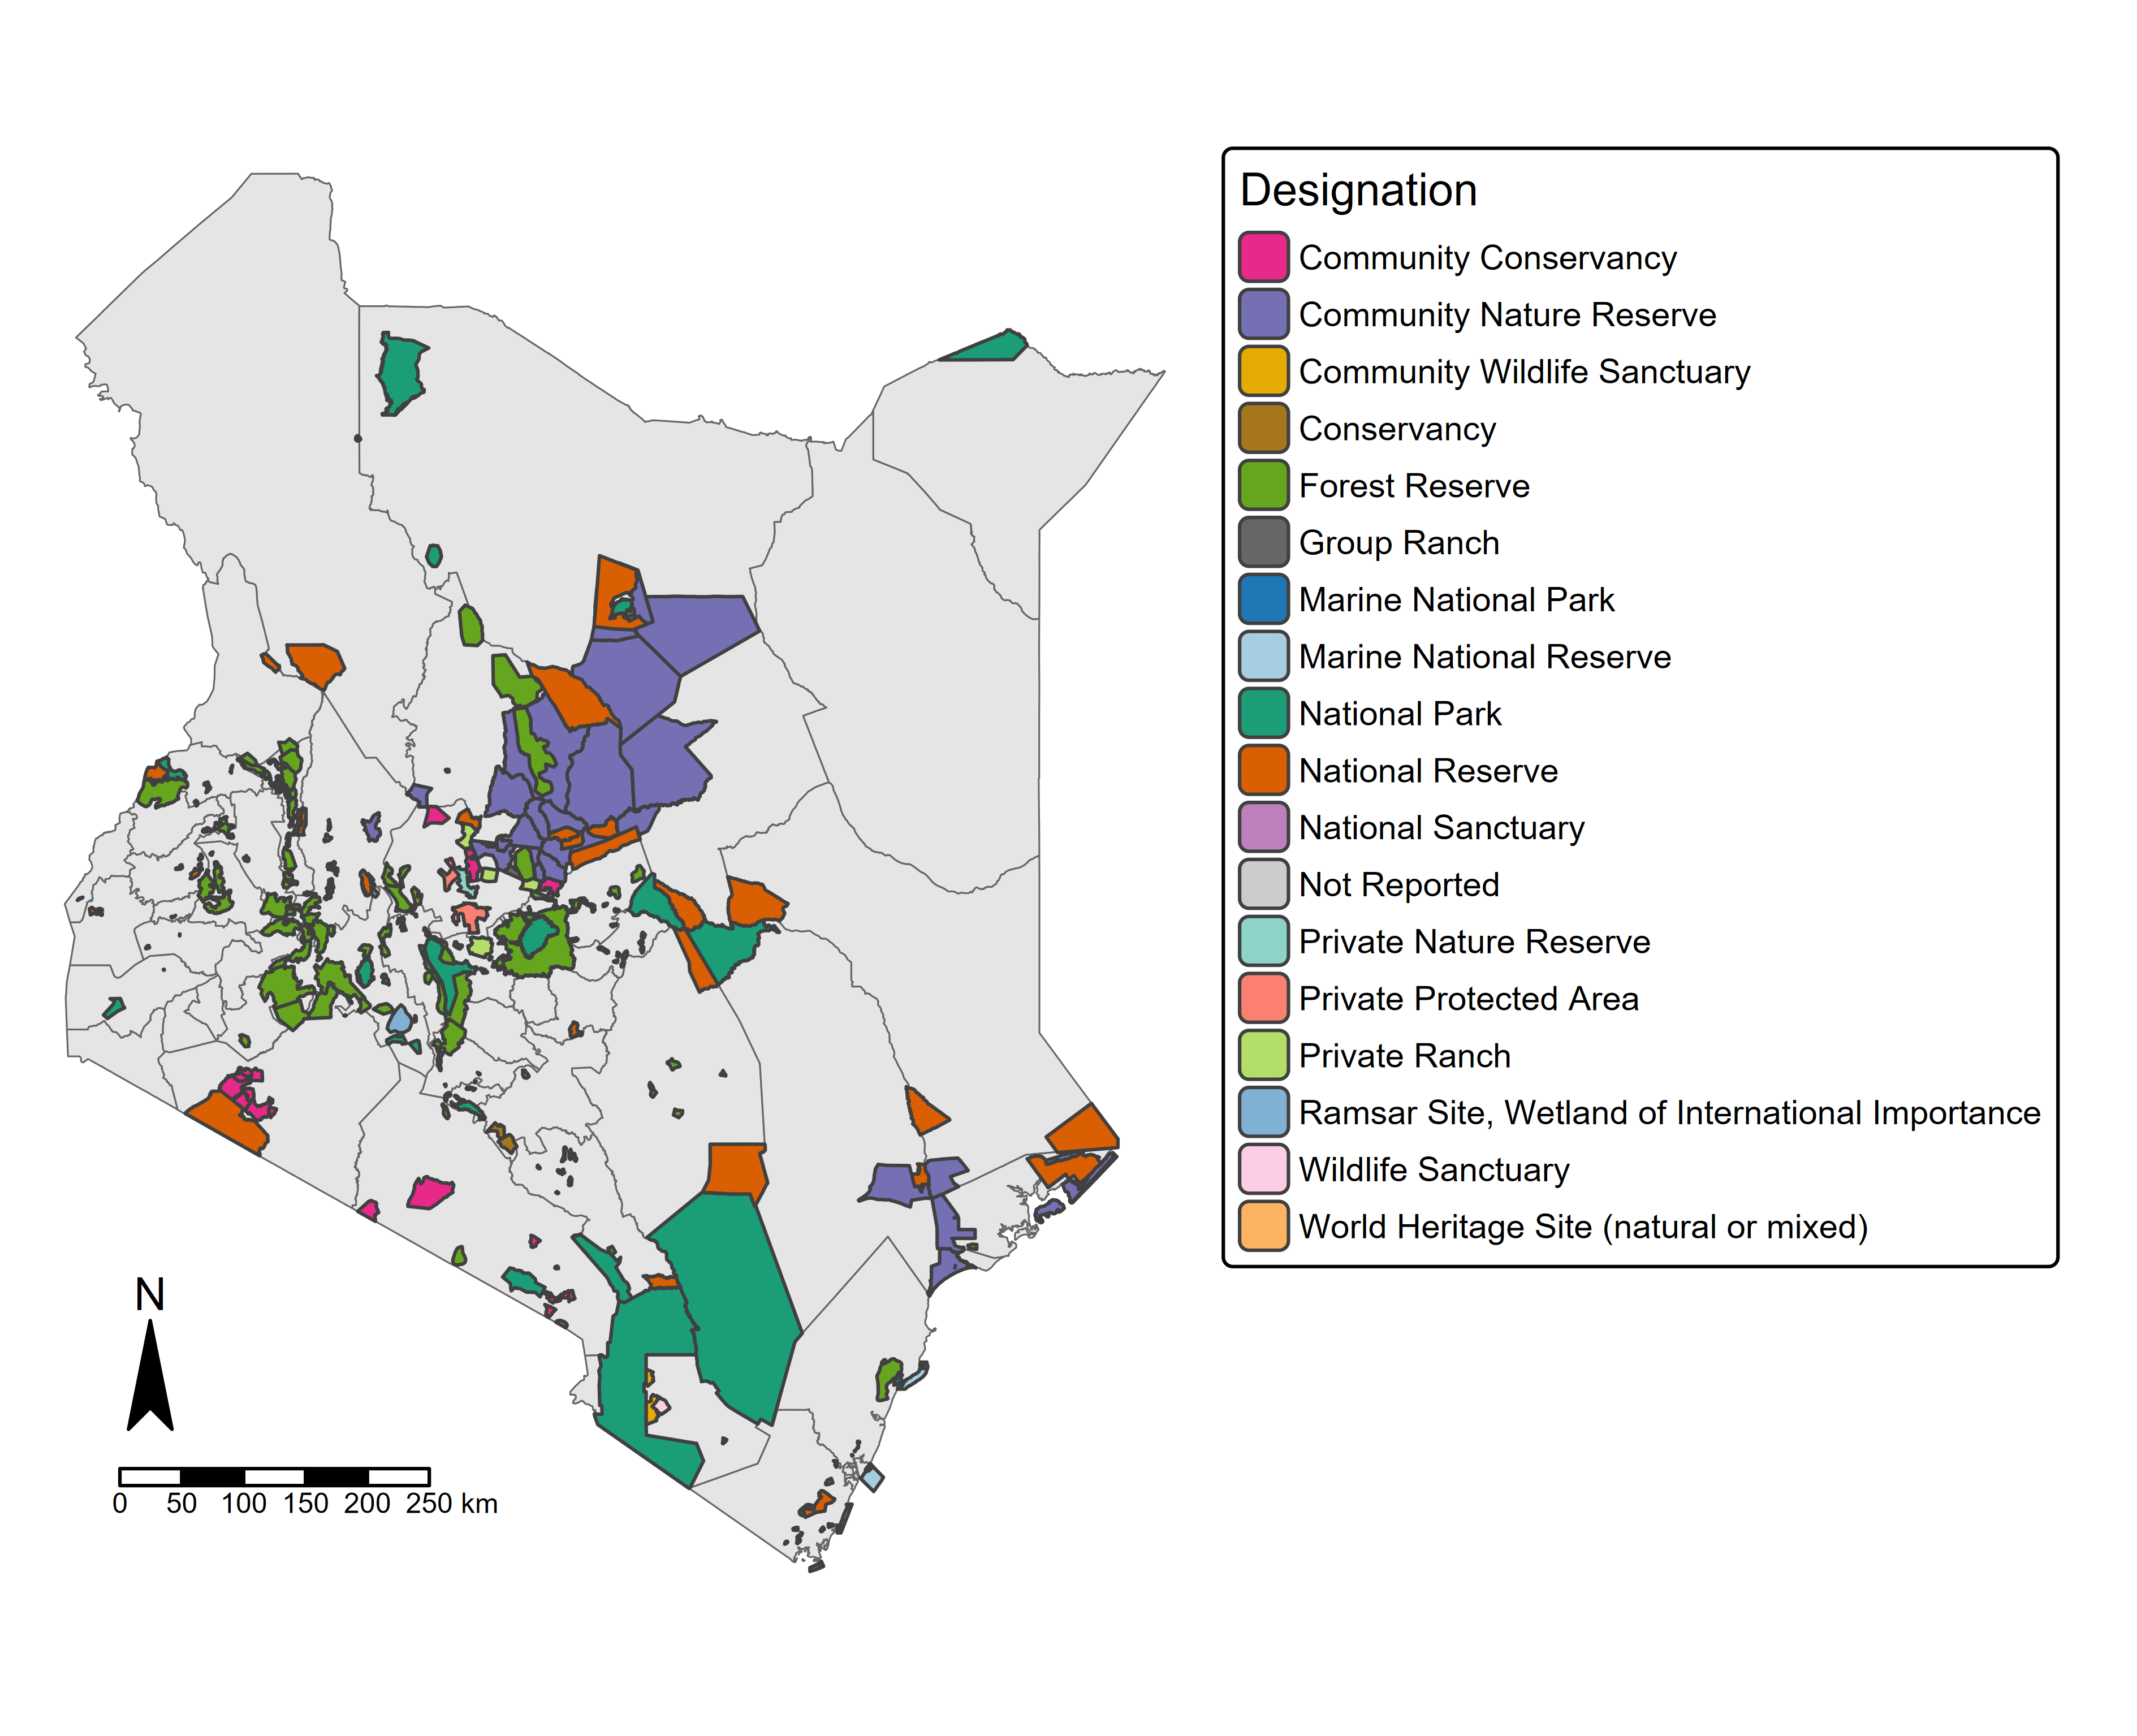 Designation
Community Conservancy
Community Nature Reserve
Community Wildlife Sanctuary
Conservancy
Forest Reserve
Group Ranch
Marine National Park
Marine National Reserve
National Park
National Reserve
National Sanctuary
Not Reported
Private Nature Reserve
Private Protected Area
Private Ranch
Ramsar Site, Wetland of International Importance
Wildlife Sanctuary
World Heritage Site (natural or mixed)
N
0 50 100 150 200 250 km